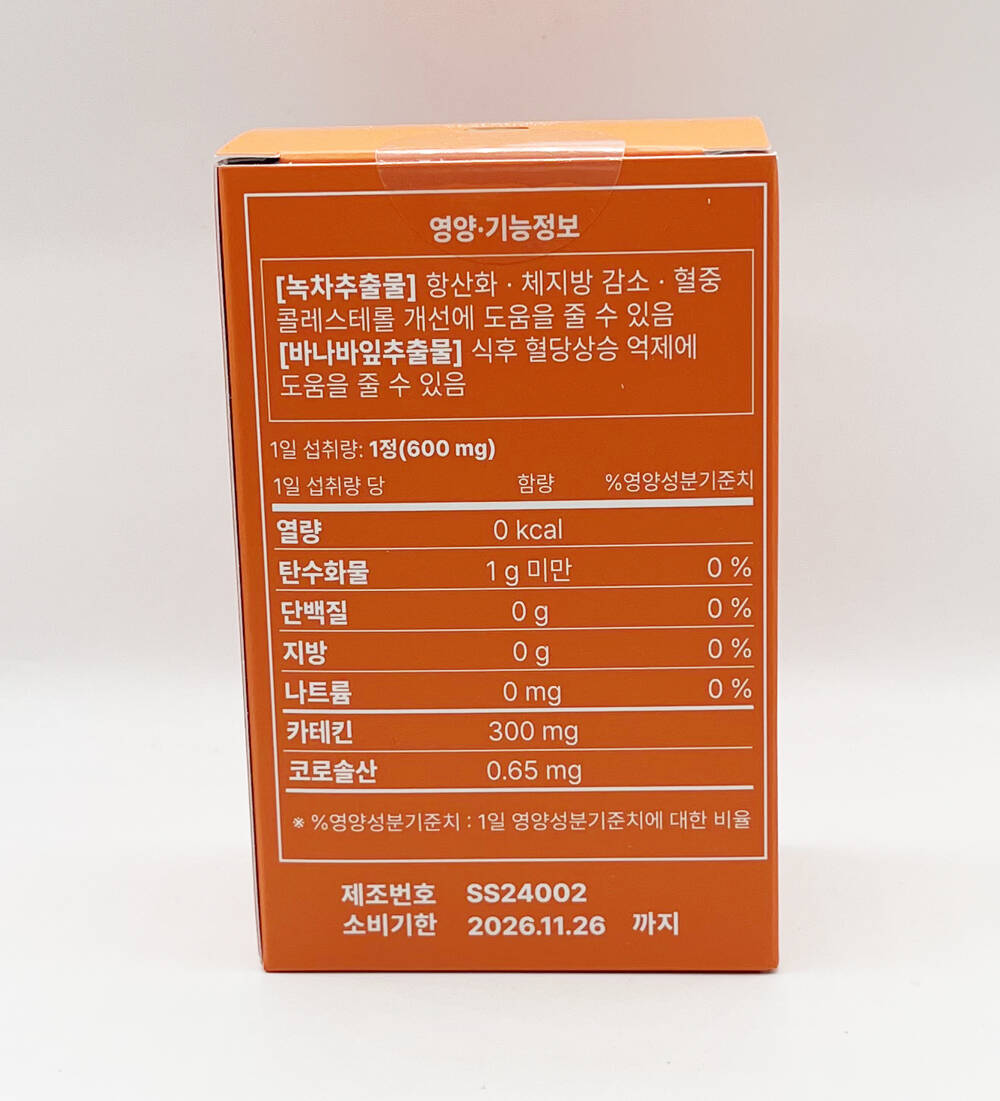 영양·기능정보
[녹차추출물] 항산화 · 체지방 감소 · 혈중
콜레스테롤 개선에 도움을 줄 수 있음
[바나바잎추출물] 식후 혈당상승 억제에
도움을 줄 수 있음
1일 섭취량: 1정(600 mg)
1일 섭취량 당 함량 %영양성분기준치
열량 0 kcal
탄수화물 1 g 미만 0 %
단백질 0 g 0 %
지방 0 g 0 %
나트륨 0 mg 0 %
카테킨 300 mg
코로솔산 0.65 mg
※ %영양성분기준치 : 1일 영양성분기준치에 대한 비율
제조번호 SS24002
소비기한 2026.11.26 까지